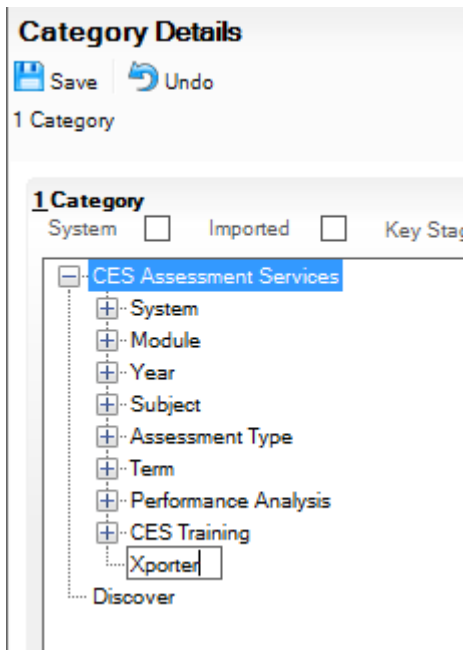 Category Details
Save Undo
1 Category
1 Category
System Imported Key Stag
CES Assessment Services
System
Module
Year
Subject
Assessment Type
Term
Performance Analysis
CES Training
Xporter
Discover